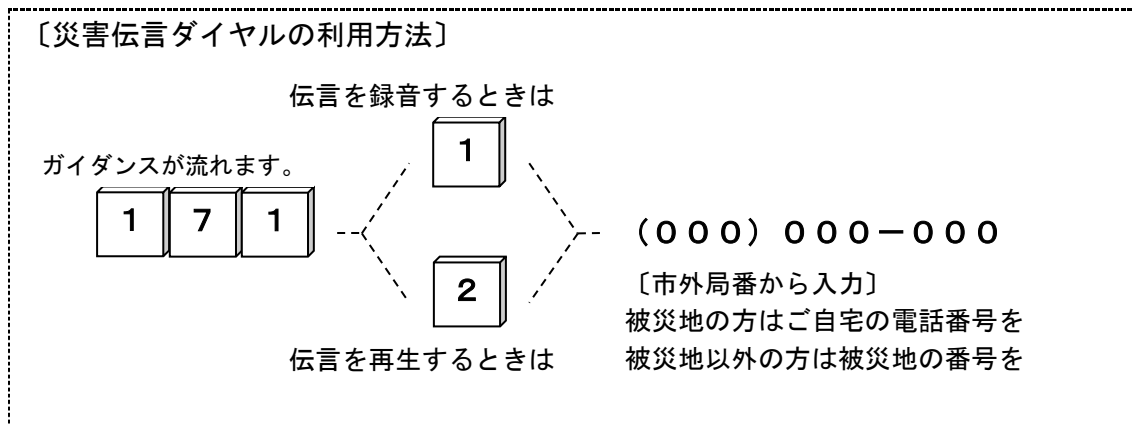 〔災害伝言ダイヤルの利用方法〕
伝言を録音するときは
1
ガイダンスが流れます。
1 7 1
(000) 000-000
2
〔市外局番から入力〕
被災地の方はご自宅の電話番号を
伝言を再生するときは
被災地以外の方は被災地の番号を